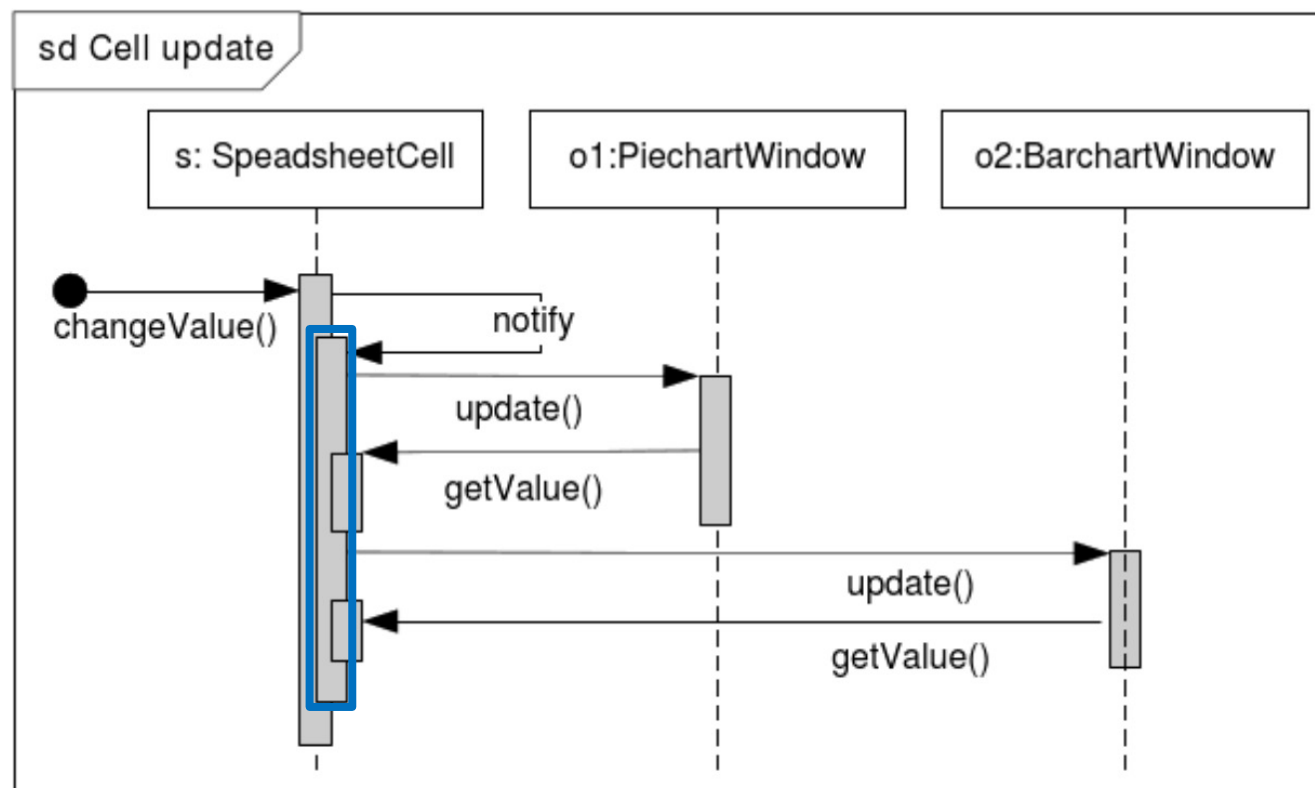 sd Cell update
s: SpeadsheetCell
o1:PiechartWindow
o2:BarchartWindow
changeValue()
notify
update()
getValue()
update()
getValue()